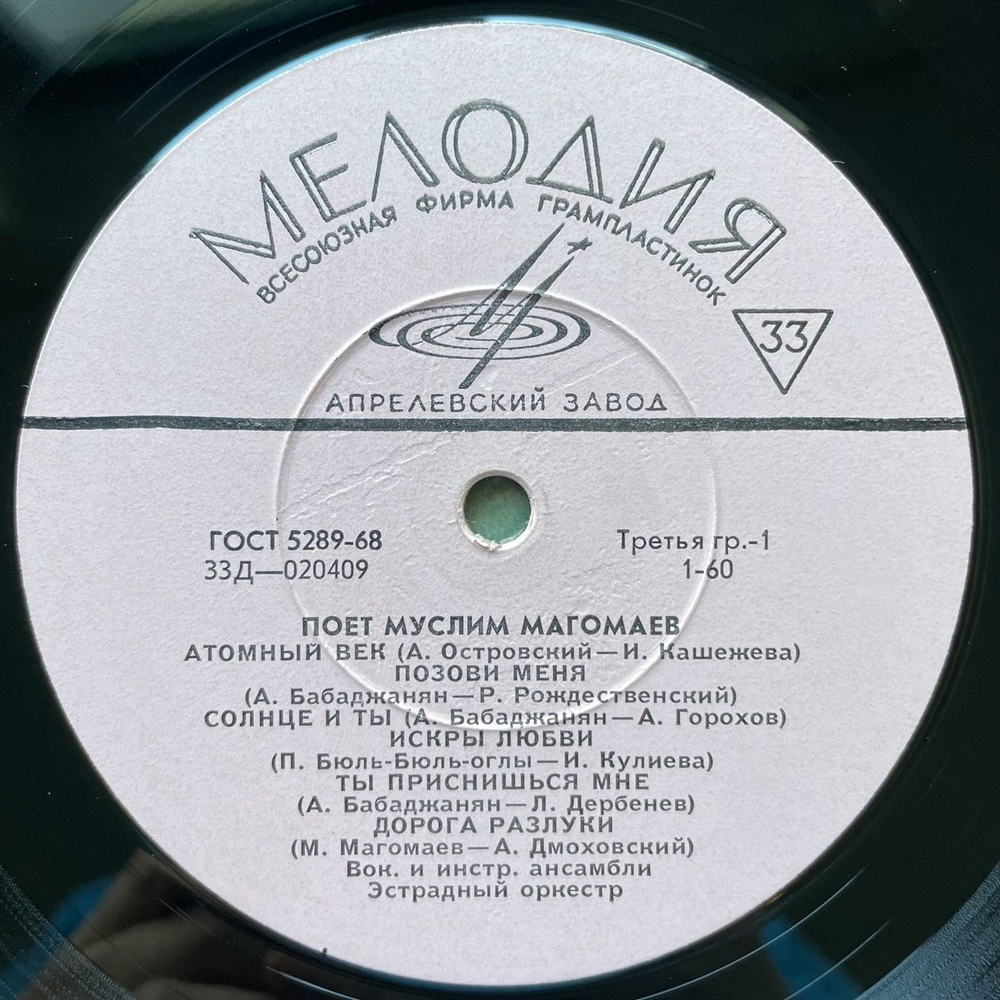 МЕЛОДИЯ
ВСЕСОЮЗНАЯ ФИРМА ГРАМПЛАСТИНОК
33
АПРЕЛЕВСКИЙ ЗАВОД
ГОСТ 5289-68 Третья гр.-1
33Д—020409 1-60
ПОЕТ МУСЛИМ МАГОМАЕВ
АТОМНЫЙ ВЕК (А. Островский—И. Кашежева)
ПОЗОВИ МЕНЯ
(А. Бабаджанян—Р. Рождественский)
СОЛНЦЕ И ТЫ (А. Бабаджанян—А. Горохов)
ИСКРЫ ЛЮБВИ
(П. Бюль-Бюль-оглы—И. Кулиева)
ТЫ ПРИСНИШЬСЯ МНЕ
(А. Бабаджанян—Л. Дербенев)
ДОРОГА РАЗЛУКИ
(М. Магомаев—А. Дмоховский)
Вок. и инстр. ансамбли
Эстрадный оркестр